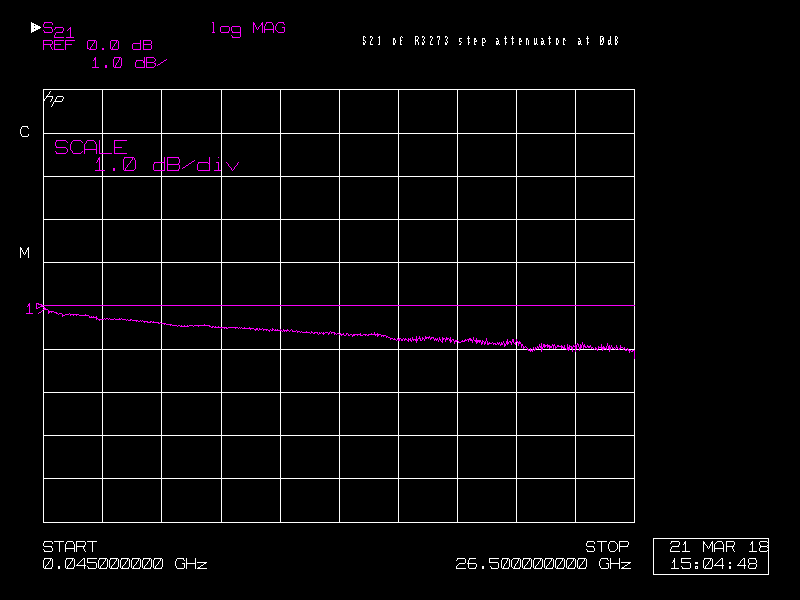 S21 log MAG
REF 0.0 dB
1.0 dB/
S21 of R3273 step attenuator at 0dB
hp
C
SCALE
1.0 dB/div
M
1
START
0.045000000 GHz
STOP
26.500000000 GHz
21 MAR 18
15:04:48